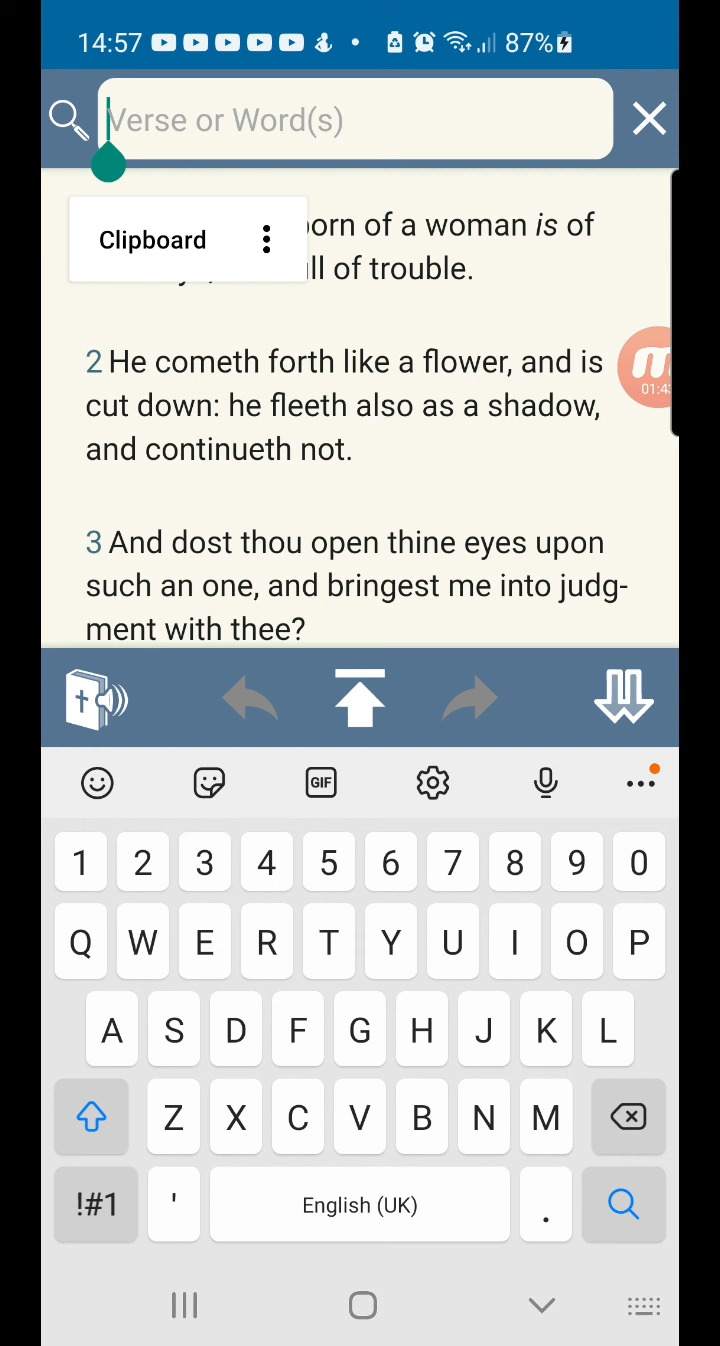 14:57 87%
Verse or Word(s)
Clipboard
of a woman is of
of trouble.
2 He cometh forth like a flower, and is
cut down: he fleeth also as a shadow,
and continueth not.
01:4
3 And dost thou open thine eyes upon
such an one, and bringest me into judg-
ment with thee?
GIF
1 2 3 4 5 6 7 8 9 0
Q W E R T Y U I O P
A S D F G H J K L
Z X C V B N M
!#1 ' English (UK) .